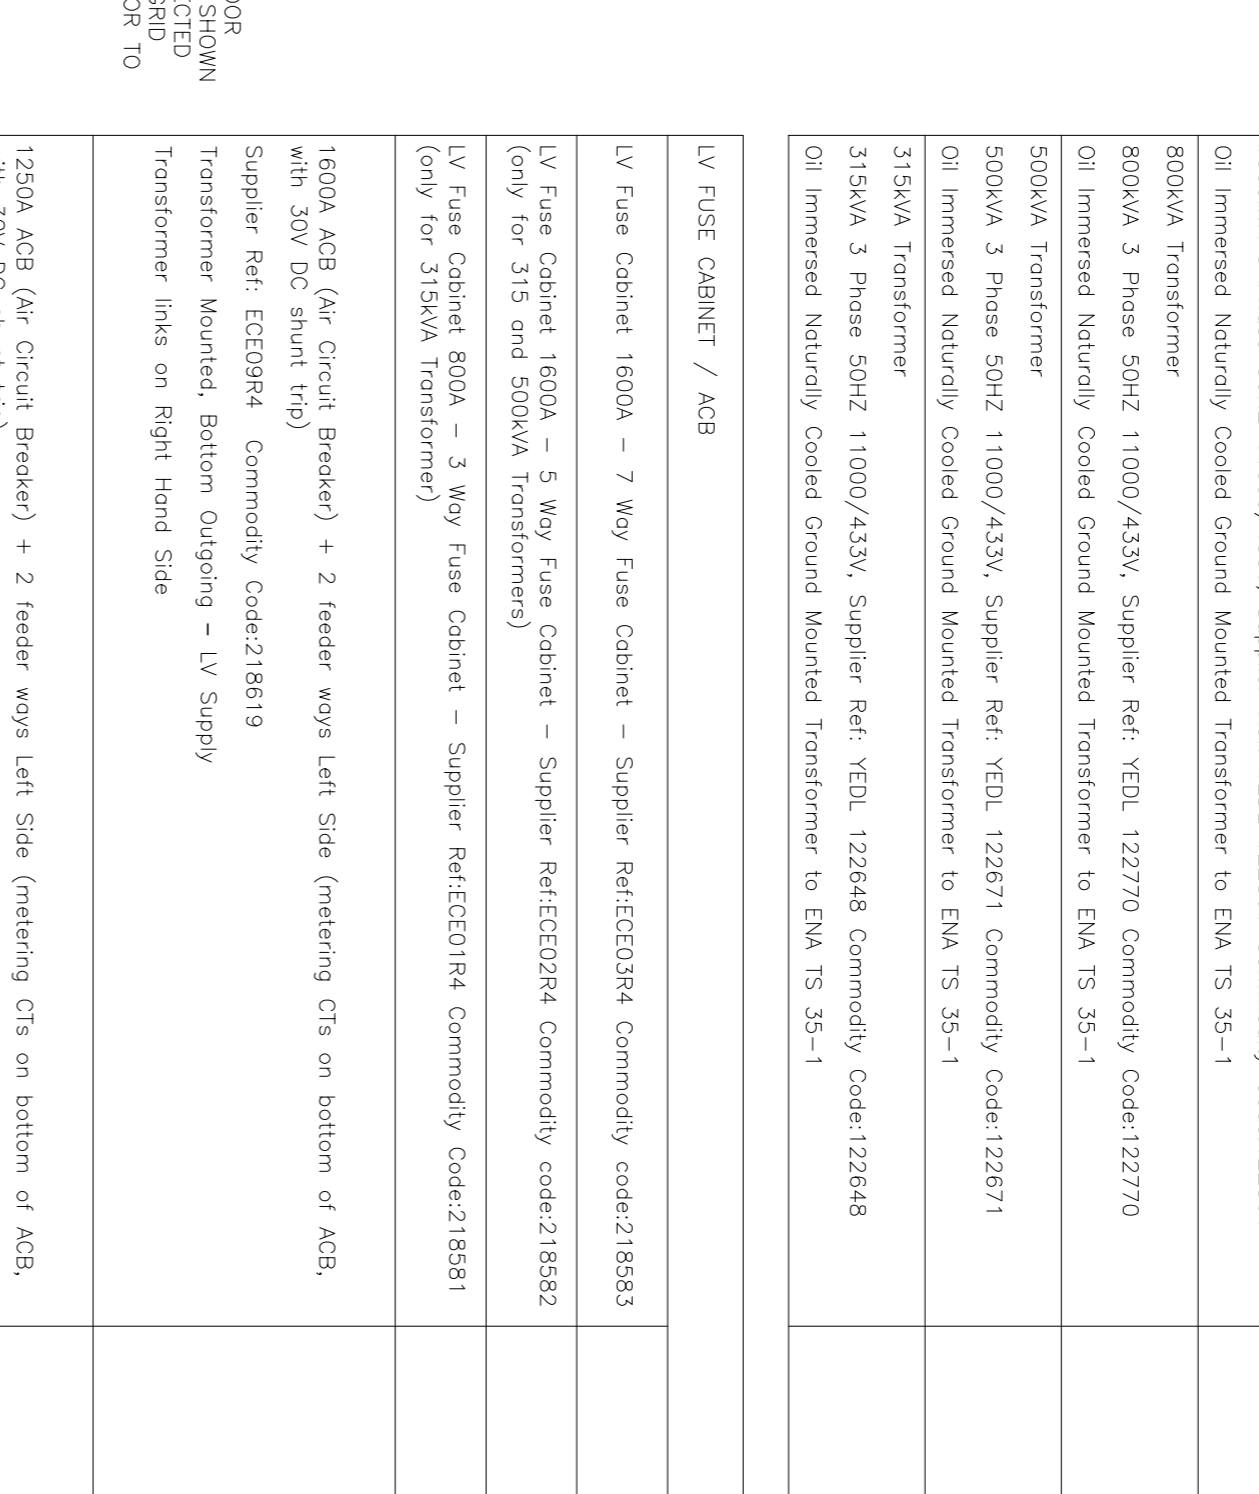 Oil Immersed Naturally Cooled Ground Mounted Transformer to ENA TS 35-1
800kVA Transformer
800kVA 3 Phase 50HZ 11000/433V, Supplier Ref: YEDL 122770 Commodity Code:122770
Oil Immersed Naturally Cooled Ground Mounted Transformer to ENA TS 35-1
500kVA Transformer
500kVA 3 Phase 50HZ 11000/433V, Supplier Ref: YEDL 122671 Commodity Code:122671
Oil Immersed Naturally Cooled Ground Mounted Transformer to ENA TS 35-1
315kVA Transformer
315kVA 3 Phase 50HZ 11000/433V, Supplier Ref: YEDL 122648 Commodity Code:122648
Oil Immersed Naturally Cooled Ground Mounted Transformer to ENA TS 35-1
LV FUSE CABINET / ACB
LV Fuse Cabinet 1600A - 7 Way Fuse Cabinet - Supplier Ref:ECE03R4 Commodity code:218583
LV Fuse Cabinet 1600A - 5 Way Fuse Cabinet - Supplier Ref:ECE02R4 Commodity code:218582
(only for 315 and 500kVA Transformers)
LV Fuse Cabinet 800A - 3 Way Fuse Cabinet - Supplier Ref:ECE01R4 Commodity Code:218581
(only for 315kVA Transformer)
1600A ACB (Air Circuit Breaker) + 2 feeder ways Left Side (metering CTs on bottom of ACB,
with 30V DC shunt trip)
Supplier Ref: ECE09R4 Commodity Code:218619
Transformer Mounted, Bottom Outgoing - LV Supply
Transformer links on Right Hand Side
1250A ACB (Air Circuit Breaker) + 2 feeder ways Left Side (metering CTs on bottom of ACB,
SHOWN
GRID
OR TO